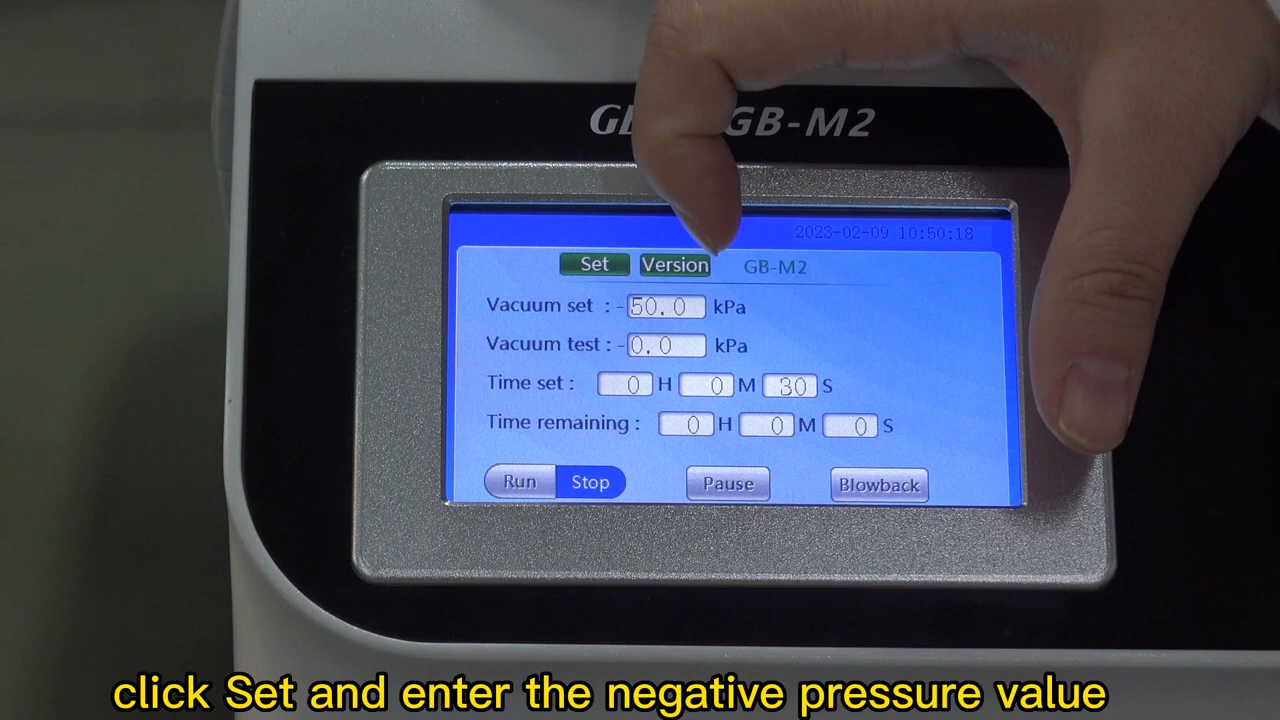 GB-M2
2023-02-09 10:50:18
Set Version GB-M2
Vacuum set : -50.0 kPa
Vacuum test : -0.0 kPa
Time set : 0 H 0 M 30 S
Time remaining : 0 H 0 M 0 S
Run Stop Pause Blowback
click Set and enter the negative pressure value